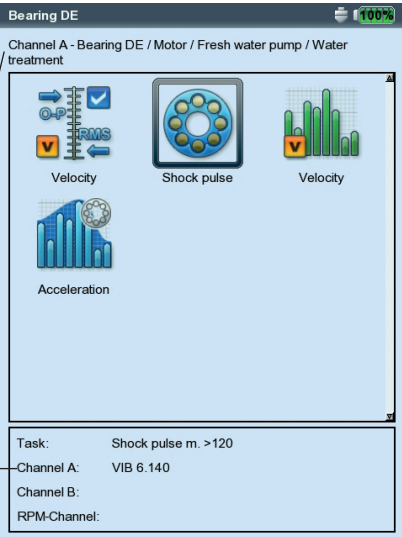 Bearing DE
100%
Channel A - Bearing DE / Motor / Fresh water pump / Water
treatment
O-P
RMS
V
V
Velocity
Shock pulse
Velocity
Acceleration
Task: Shock pulse m. >120
Channel A: VIB 6.140
Channel B:
RPM-Channel: